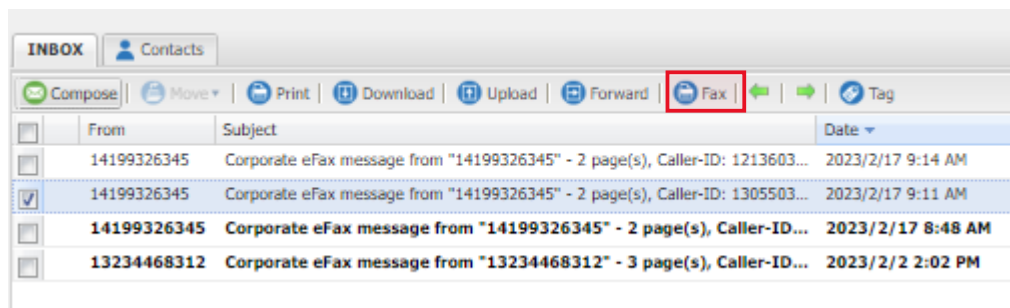 INBOX Contacts
Compose Move Print Download Upload Forward Fax Tag
From Subject Date
14199326345 Corporate eFax message from "14199326345" - 2 page(s), Caller-ID: 1213603... 2023/2/17 9:14 AM
14199326345 Corporate eFax message from "14199326345" - 2 page(s), Caller-ID: 1305503... 2023/2/17 9:11 AM
14199326345 Corporate eFax message from "14199326345" - 2 page(s), Caller-ID... 2023/2/17 8:48 AM
13234468312 Corporate eFax message from "13234468312" - 3 page(s), Caller-ID... 2023/2/2 2:02 PM